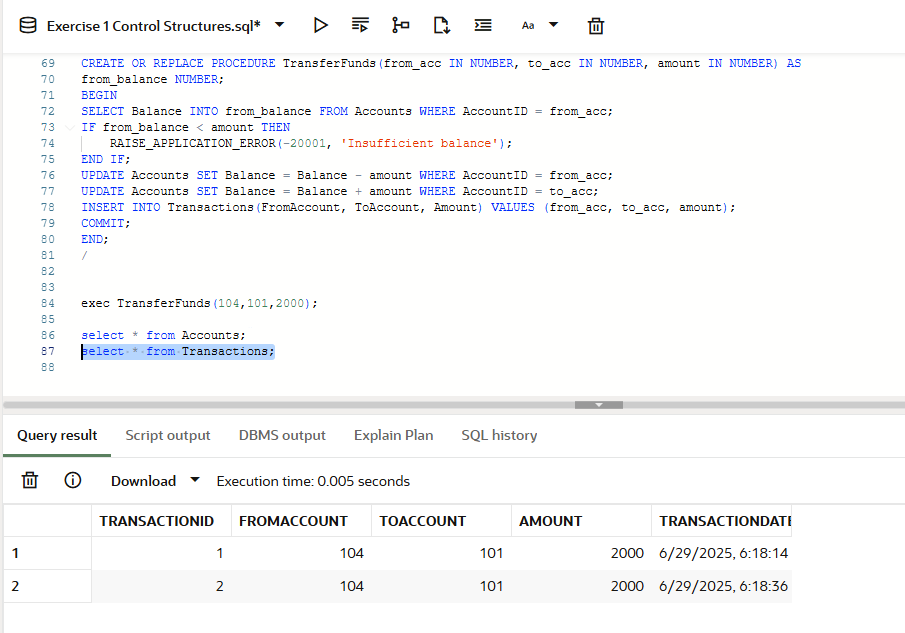 Exercise 1 Control Structures.sql* Aa
69 CREATE OR REPLACE PROCEDURE TransferFunds(from_acc IN NUMBER, to_acc IN NUMBER, amount IN NUMBER) AS
70 from_balance NUMBER;
71 BEGIN
72 SELECT Balance INTO from_balance FROM Accounts WHERE AccountID = from_acc;
73 IF from_balance < amount THEN
74 RAISE_APPLICATION_ERROR(-20001, 'Insufficient balance');
75 END IF;
76 UPDATE Accounts SET Balance = Balance - amount WHERE AccountID = from_acc;
77 UPDATE Accounts SET Balance = Balance + amount WHERE AccountID = to_acc;
78 INSERT INTO Transactions(FromAccount, ToAccount, Amount) VALUES (from_acc, to_acc, amount);
79 COMMIT;
80 END;
81 /
82
83
84 exec TransferFunds(104,101,2000);
85
86 select * from Accounts;
87 select * from Transactions;
88
Query result Script output DBMS output Explain Plan SQL history
Download Execution time: 0.005 seconds
TRANSACTIONID FROMACCOUNT TOACCOUNT AMOUNT TRANSACTIONDATE
1 1 104 101 2000 6/29/2025, 6:18:14
2 2 104 101 2000 6/29/2025, 6:18:36